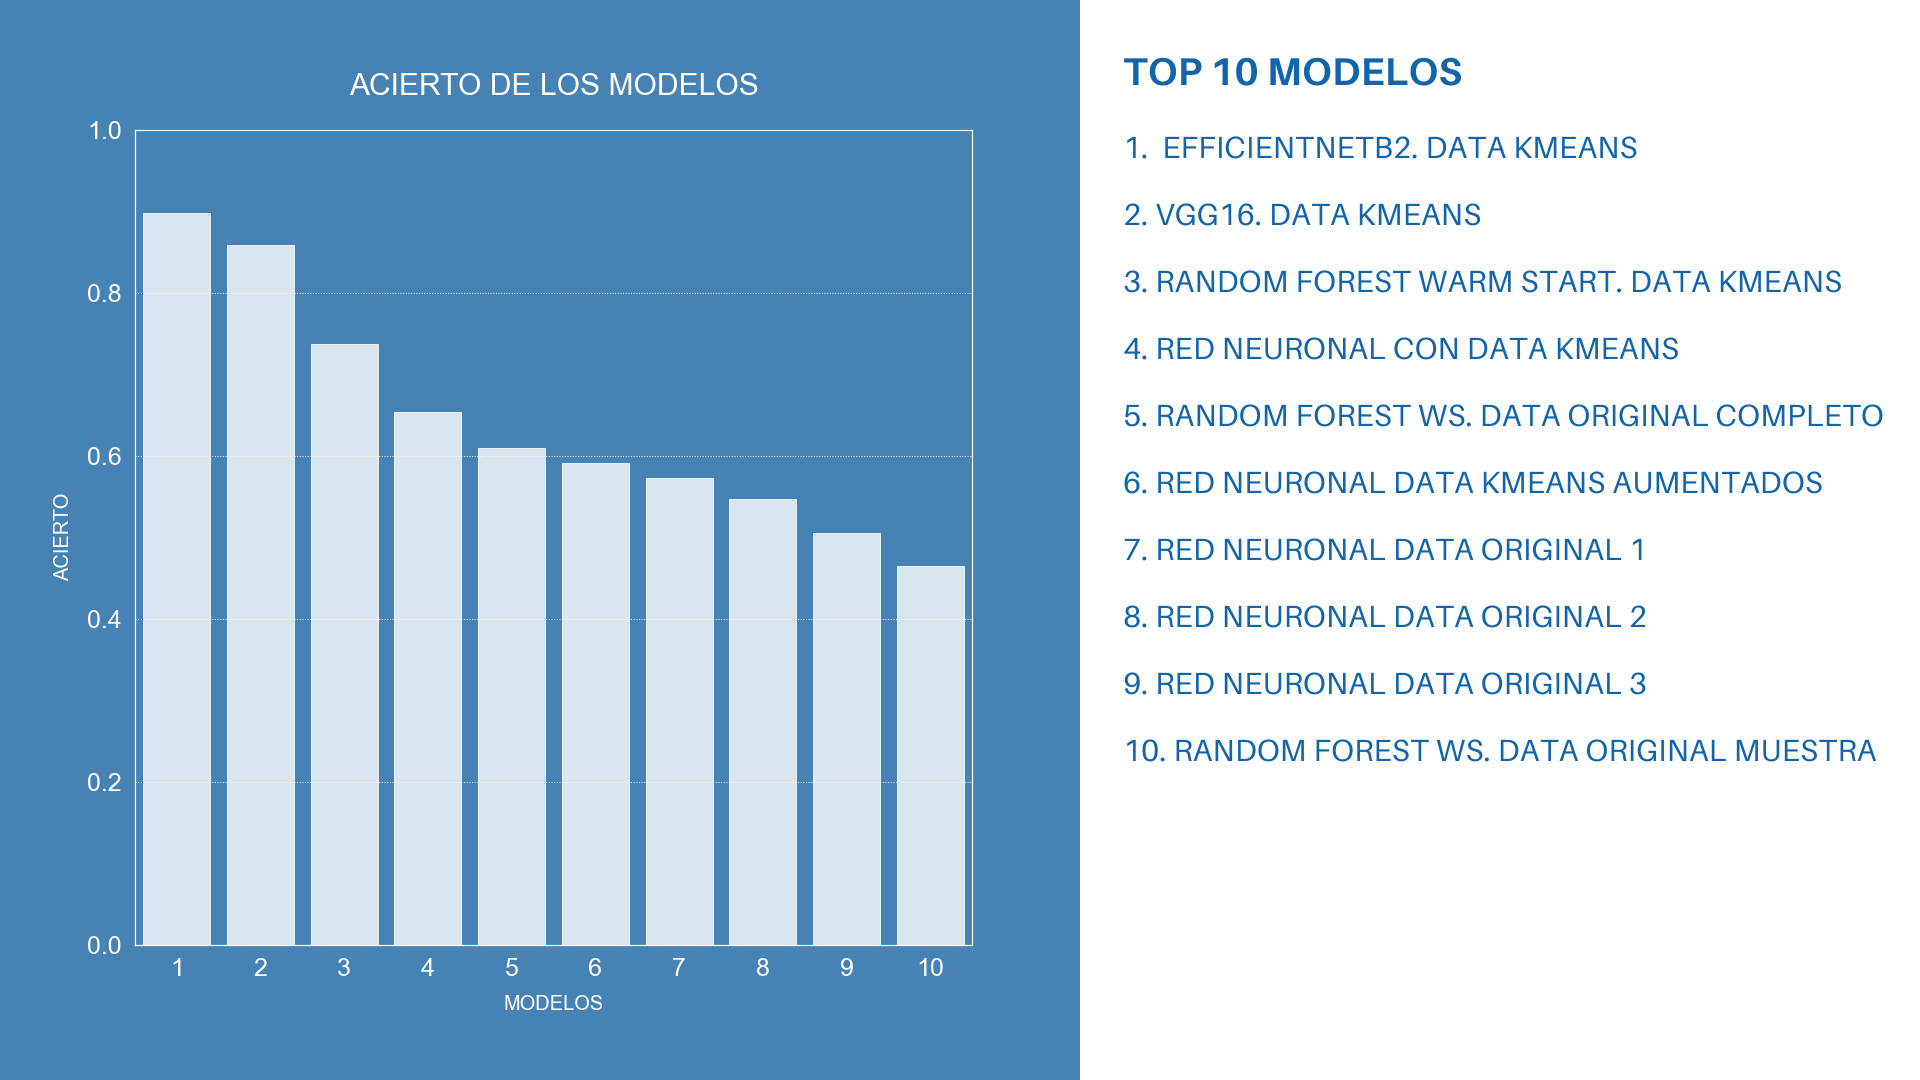 ACIERTO DE LOS MODELOS
1.0
0.8
0.6
0.4
0.2
0.0
ACIERTO
1 2 3 4 5 6 7 8 9 10
MODELOS
TOP 10 MODELOS
1. EFFICIENTNETB2. DATA KMEANS
2. VGG16. DATA KMEANS
3. RANDOM FOREST WARM START. DATA KMEANS
4. RED NEURONAL CON DATA KMEANS
5. RANDOM FOREST WS. DATA ORIGINAL COMPLETO
6. RED NEURONAL DATA KMEANS AUMENTADOS
7. RED NEURONAL DATA ORIGINAL 1
8. RED NEURONAL DATA ORIGINAL 2
9. RED NEURONAL DATA ORIGINAL 3
10. RANDOM FOREST WS. DATA ORIGINAL MUESTRA